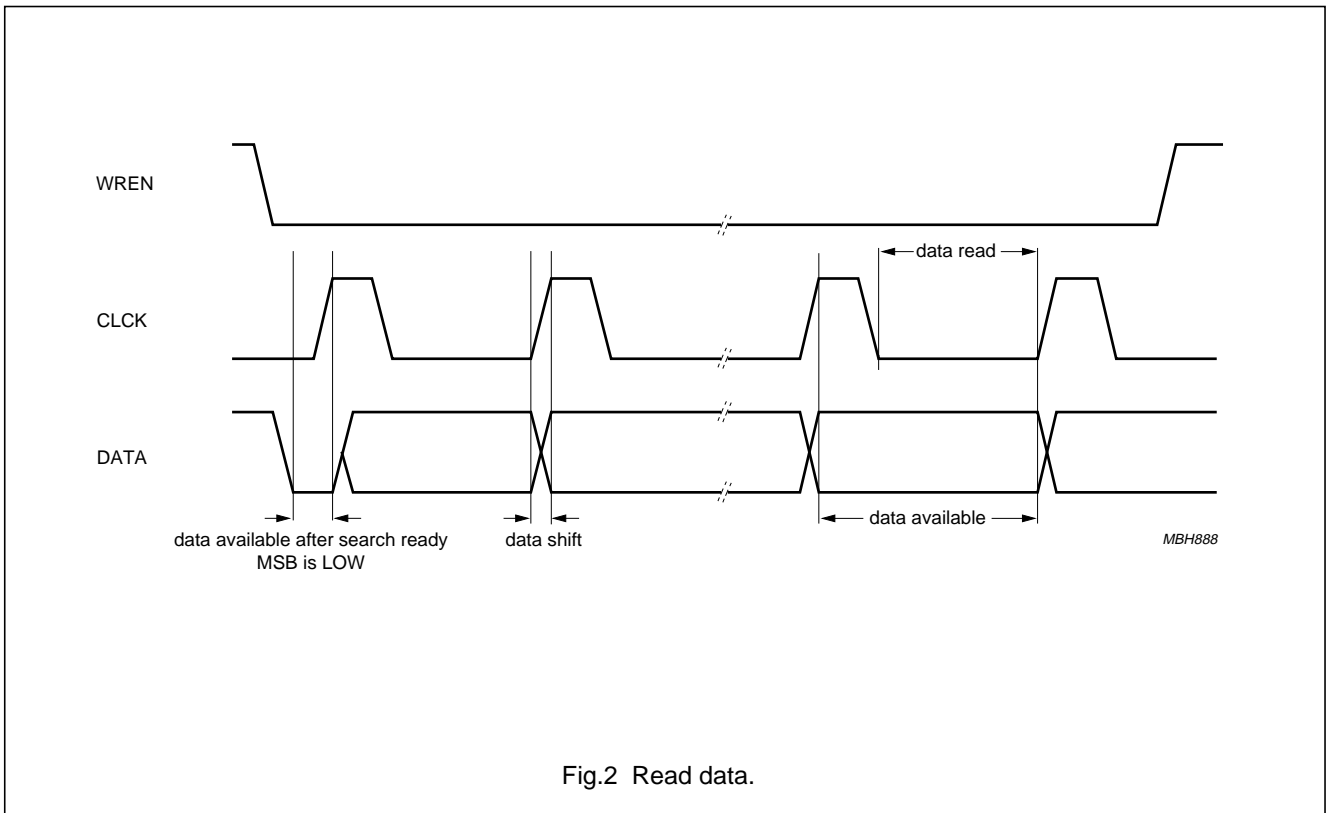 WREN
data read
CLCK
DATA
data available after search ready
MSB is LOW
data shift
data available
MBH888
Fig.2 Read data.